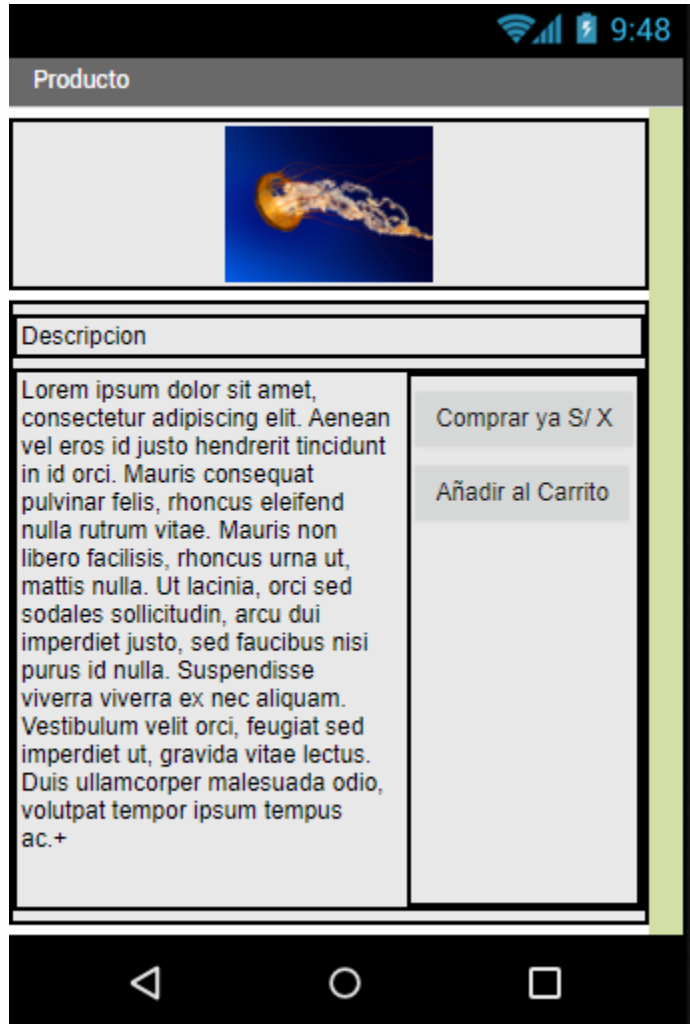 9:48
Producto
Descripcion
Lorem ipsum dolor sit amet,
consectetur adipiscing elit. Aenean
vel eros id justo hendrerit tincidunt
in id orci. Mauris consequat
pulvinar felis, rhoncus eleifend
nulla rutrum vitae. Mauris non
libero facilisis, rhoncus urna ut,
mattis nulla. Ut lacinia, orci sed
sodales sollicitudin, arcu dui
imperdiet justo, sed faucibus nisi
purus id nulla. Suspendisse
viverra viverra ex nec aliquam.
Vestibulum velit orci, feugiat sed
imperdiet ut, gravida vitae lectus.
Duis ullamcorper malesuada odio,
volutpat tempor ipsum tempus
ac.+
Comprar ya S/ X
Añadir al Carrito